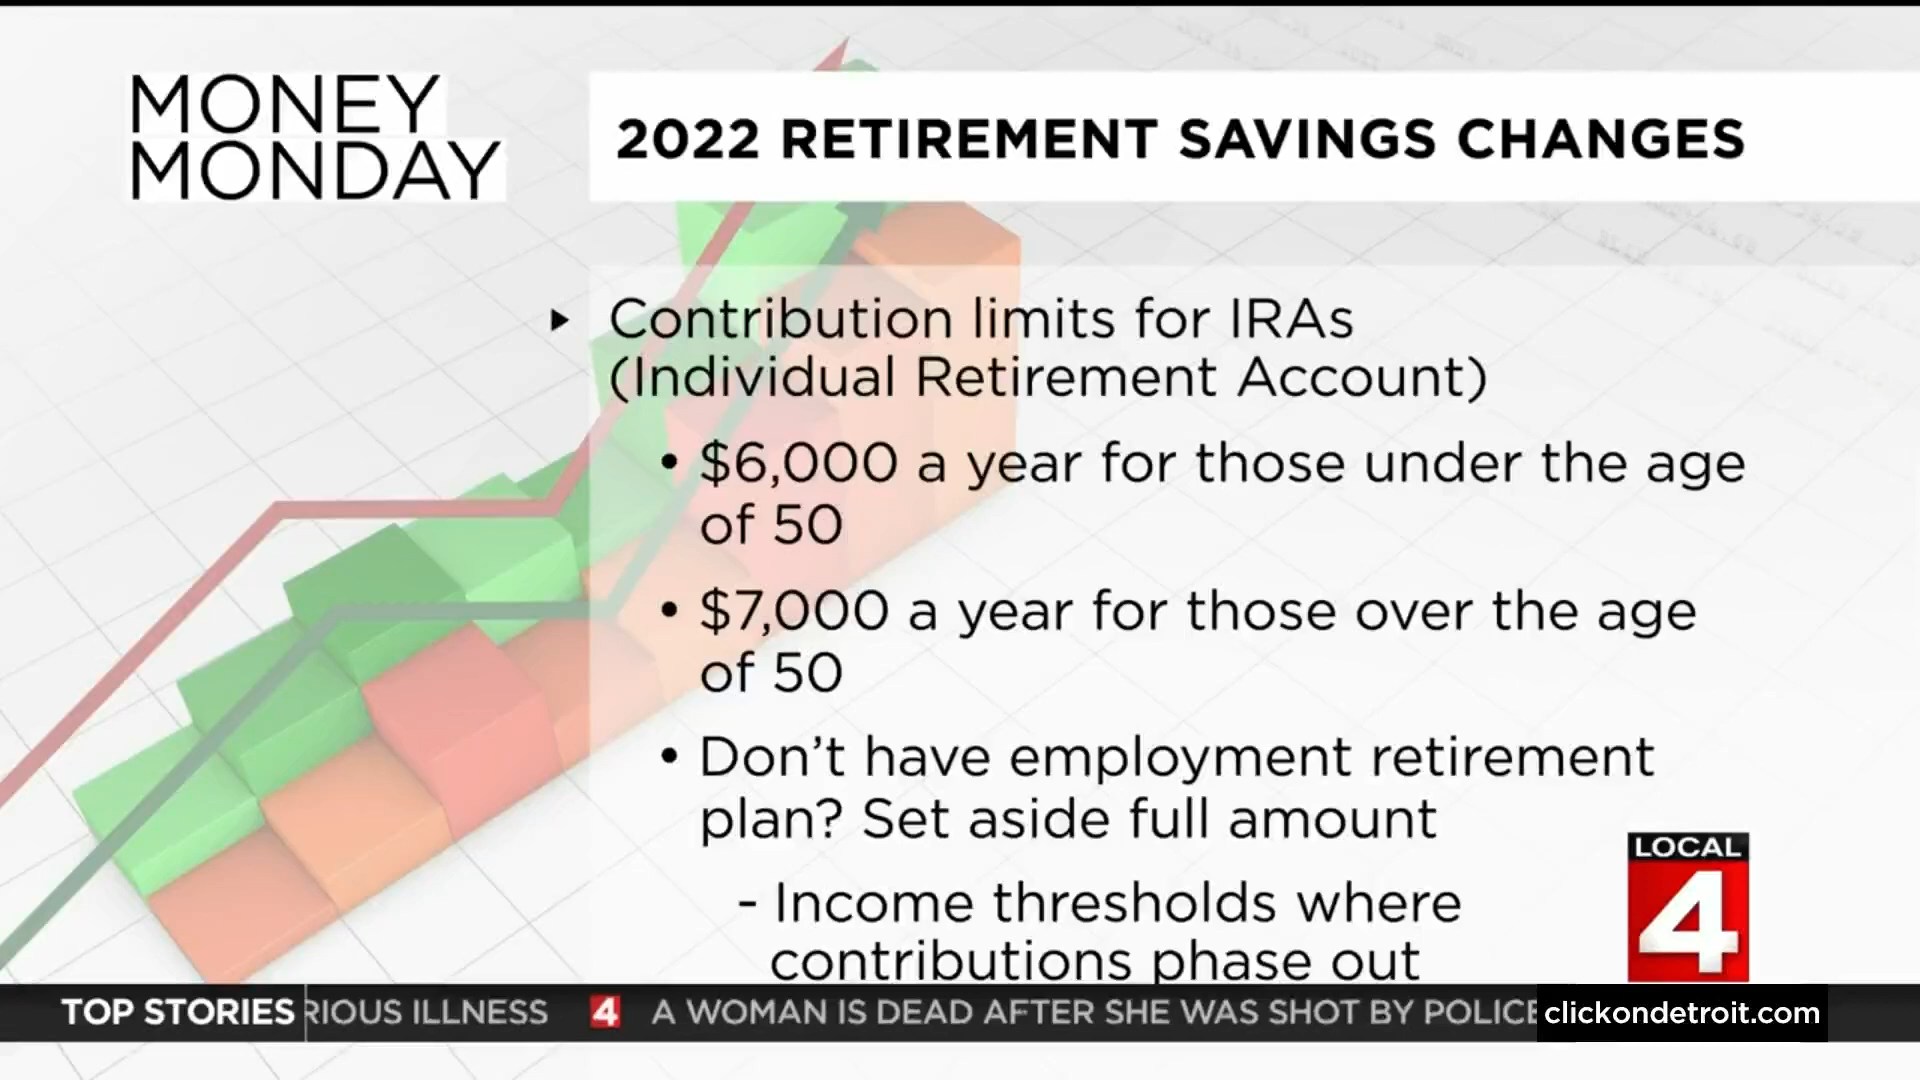 MONEY
MONDAY
2022 RETIREMENT SAVINGS CHANGES
▸ Contribution limits for IRAs
(Individual Retirement Account)
• $6,000 a year for those under the age
of 50
• $7,000 a year for those over the age
of 50
• Don’t have employment retirement
plan? Set aside full amount
- Income thresholds where
contributions phase out
LOCAL
4
TOP STORIES RIOUS ILLNESS 4 A WOMAN IS DEAD AFTER SHE WAS SHOT BY POLICE clickondetroit.com